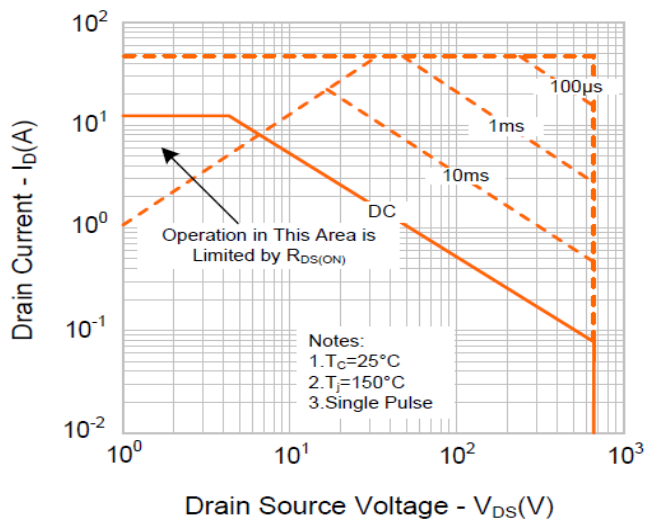 10²
10¹
10⁰
10⁻¹
10⁻²
Drain Current - I_D(A)
100µs
1ms
10ms
DC
Operation in This Area is
Limited by R_DS(ON)
Notes:
1.T_C=25°C
2.T_j=150°C
3.Single Pulse
10⁰ 10¹ 10² 10³
Drain Source Voltage - V_DS(V)